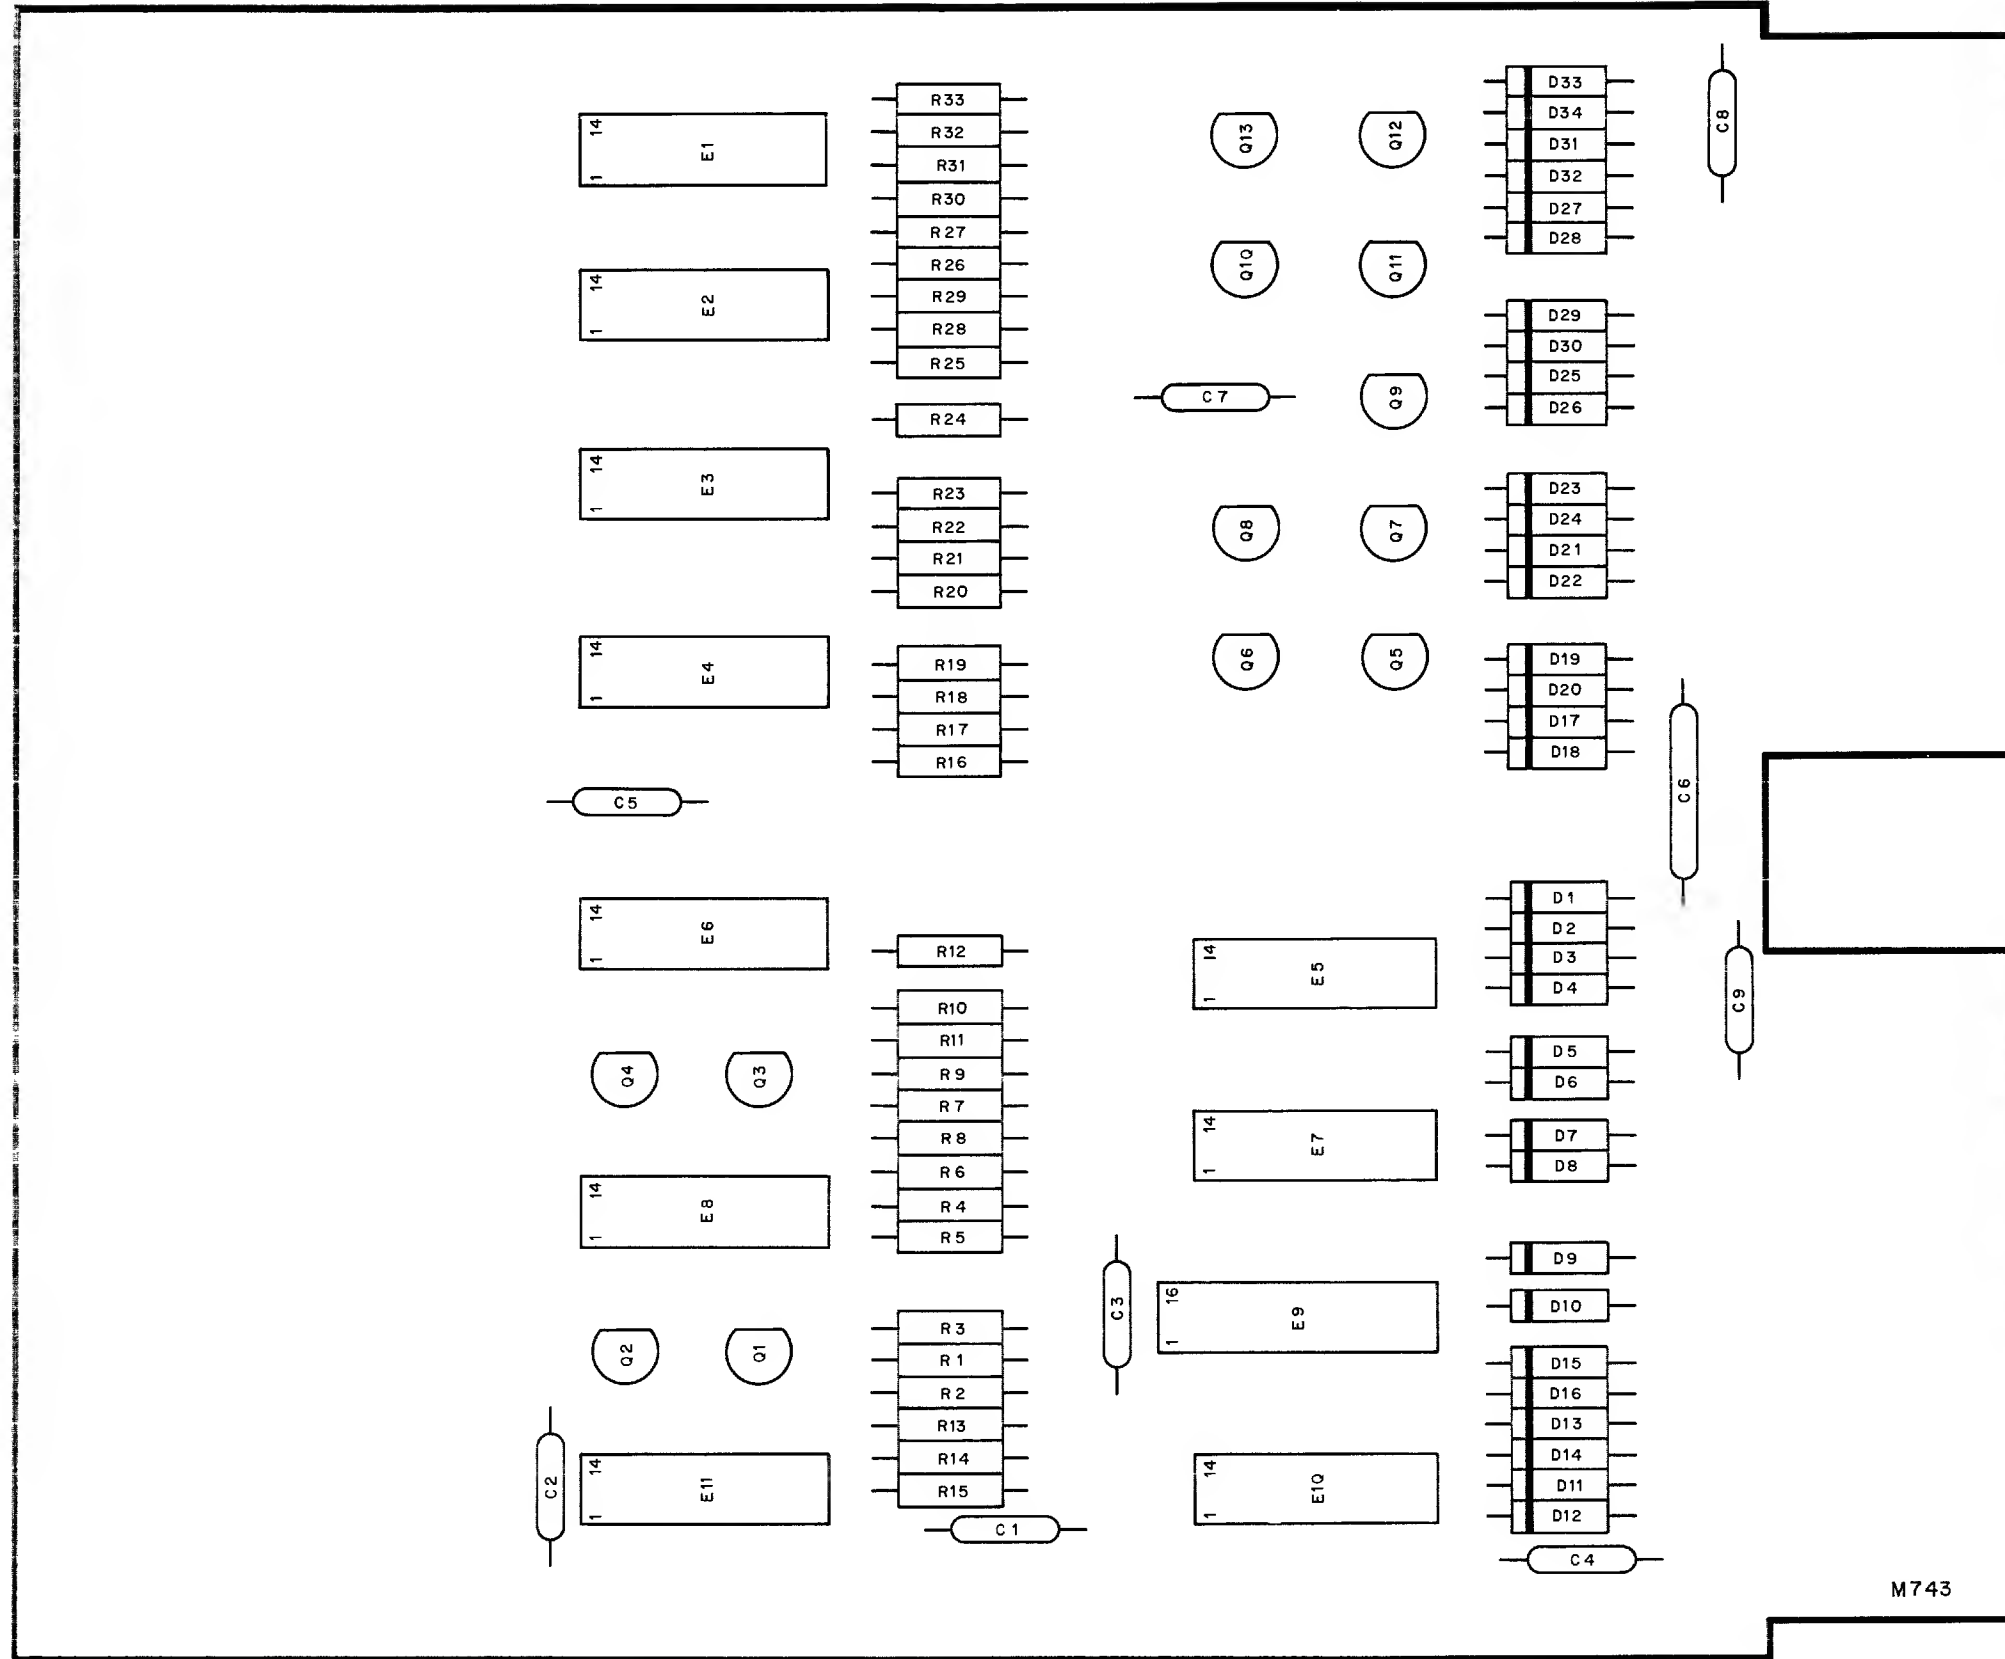 14
1
E1
14
1
E2
14
1
E3
14
1
E4
C5
14
1
E6
Q4
Q3
14
1
E8
Q2
Q1
C2
14
1
E11
R33
R32
R31
R30
R27
R26
R29
R28
R25
R24
R23
R22
R21
R20
R19
R18
R17
R16
R12
R10
R11
R9
R7
R8
R6
R4
R5
R3
R1
R2
R13
R14
R15
C1
Q13
Q12
Q10
Q11
C7
Q9
Q8
Q7
Q6
Q5
14
1
E5
14
1
E7
C3
16
1
E9
14
1
E10
D33
D34
D31
D32
D27
D28
D29
D30
D25
D26
D23
D24
D21
D22
D19
D20
D17
D18
D1
D2
D3
D4
D5
D6
D7
D8
D9
D10
D15
D16
D13
D14
D11
D12
C4
C8
C6
C9
M743